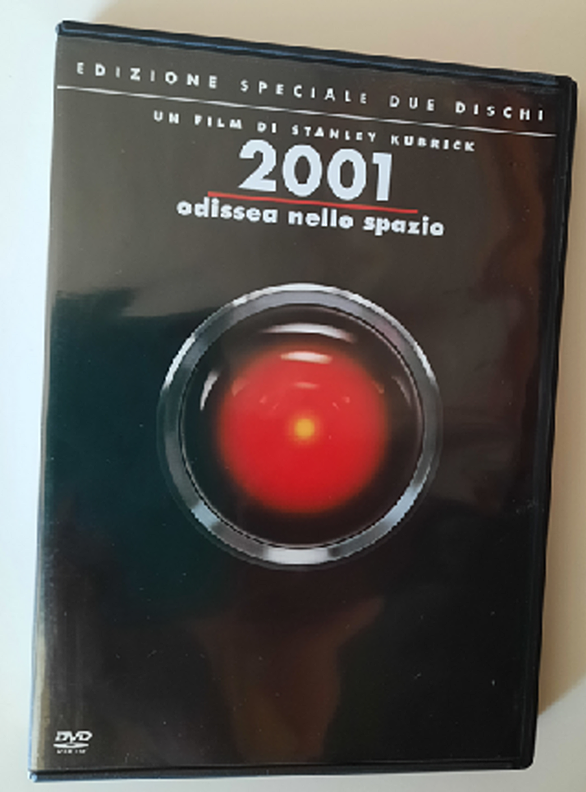 EDIZIONE SPECIALE DUE DISCHI
UN FILM DI STANLEY KUBRICK
2001
odissea nello spazio
DVD